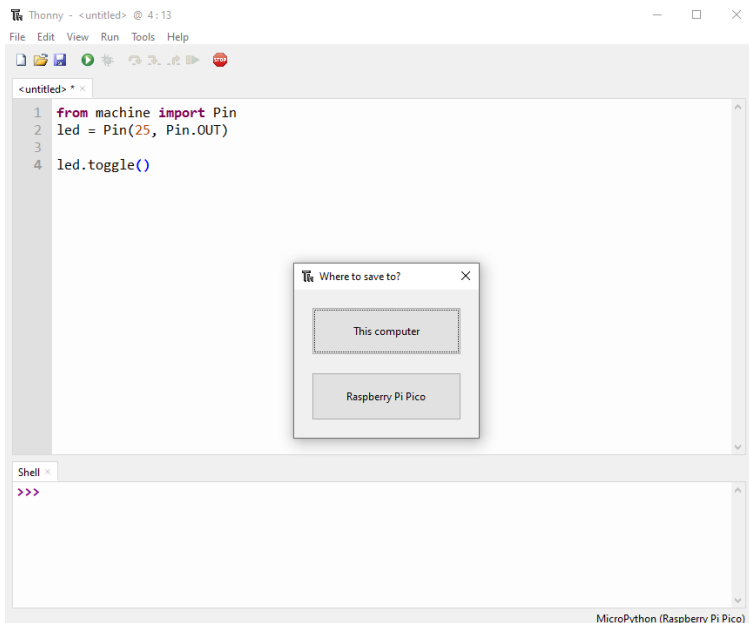 Thonny - <untitled> @ 4:13
File Edit View Run Tools Help
STOP
<untitled> *
1 from machine import Pin
2 led = Pin(25, Pin.OUT)
3
4 led.toggle()
Where to save to?
This computer
Raspberry Pi Pico
Shell
>>>
MicroPython (Raspberry Pi Pico)